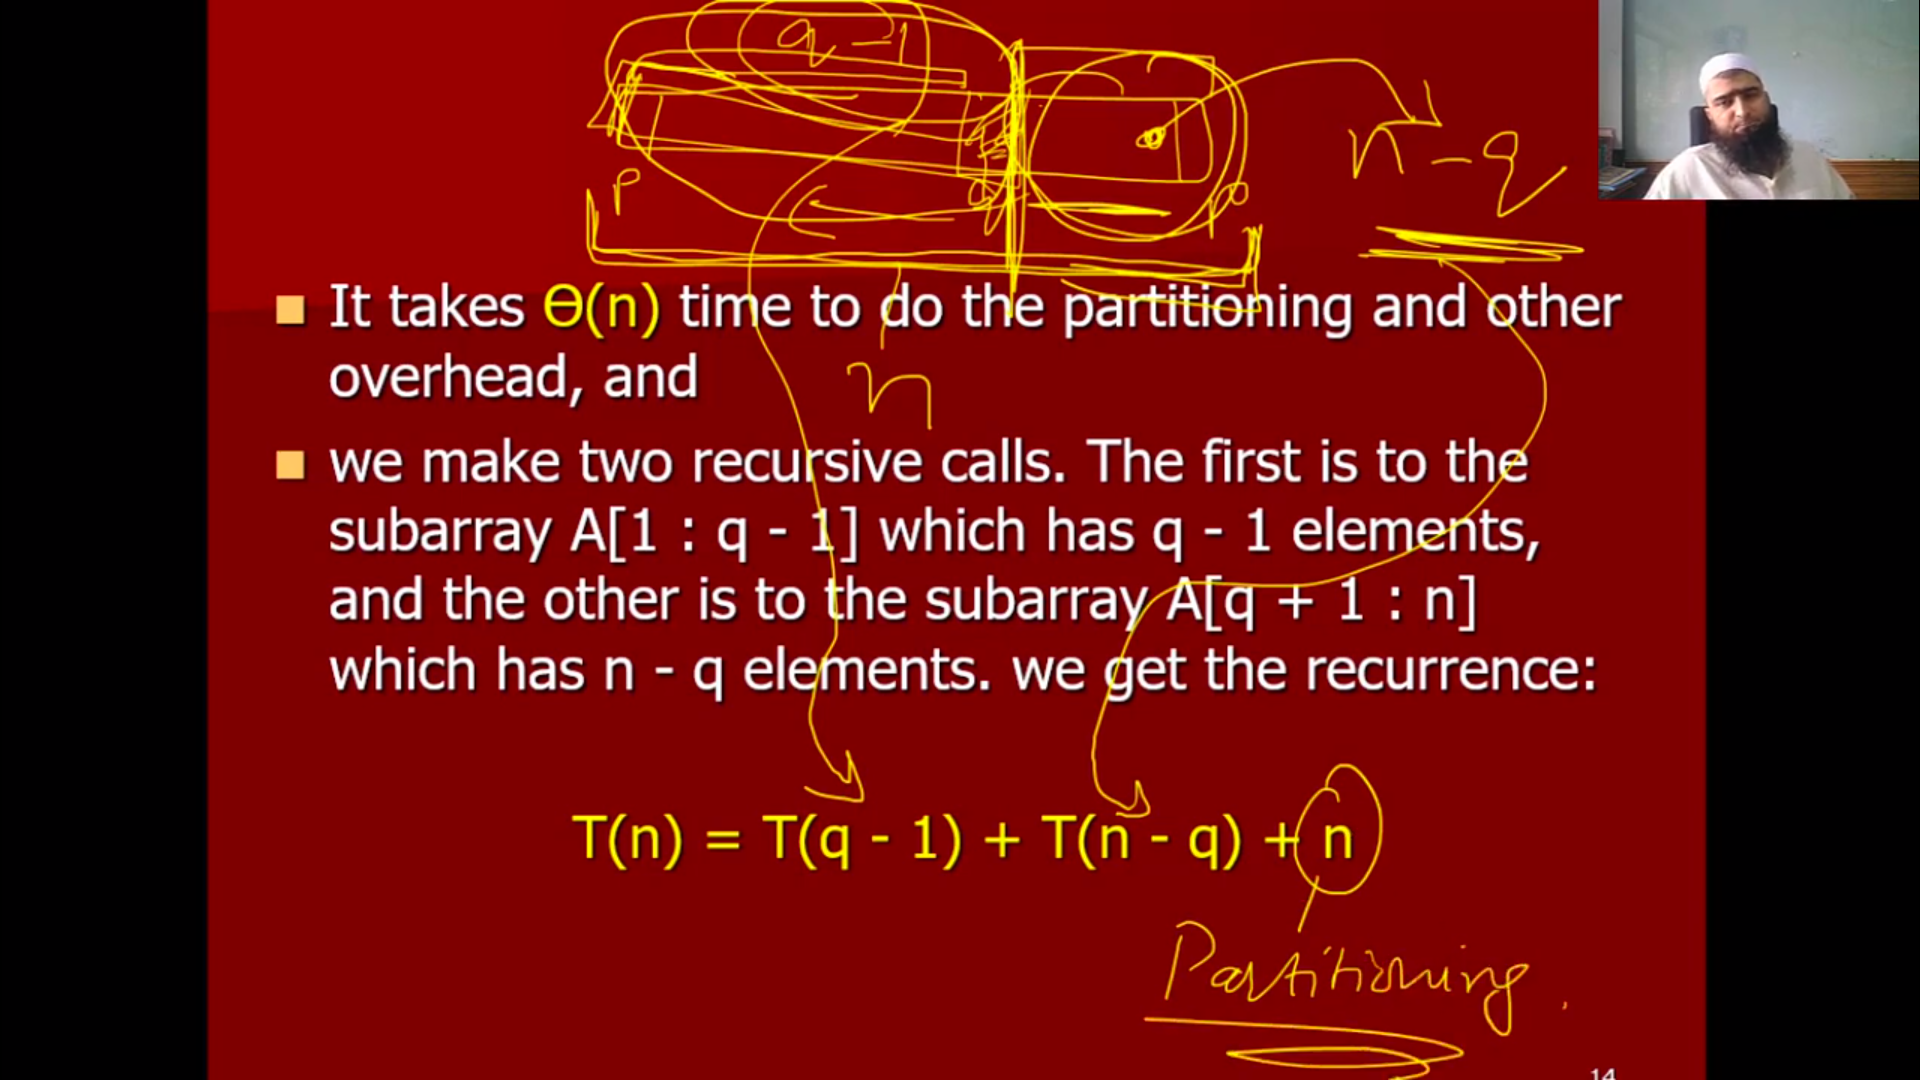 q-1
n-q
p
q
■ It takes Θ(n) time to do the partitioning and other
overhead, and
n
■ we make two recursive calls. The first is to the
subarray A[1 : q - 1] which has q - 1 elements,
and the other is to the subarray A[q + 1 : n]
which has n - q elements. we get the recurrence:
T(n) = T(q - 1) + T(n - q) + n
Partitioning
14